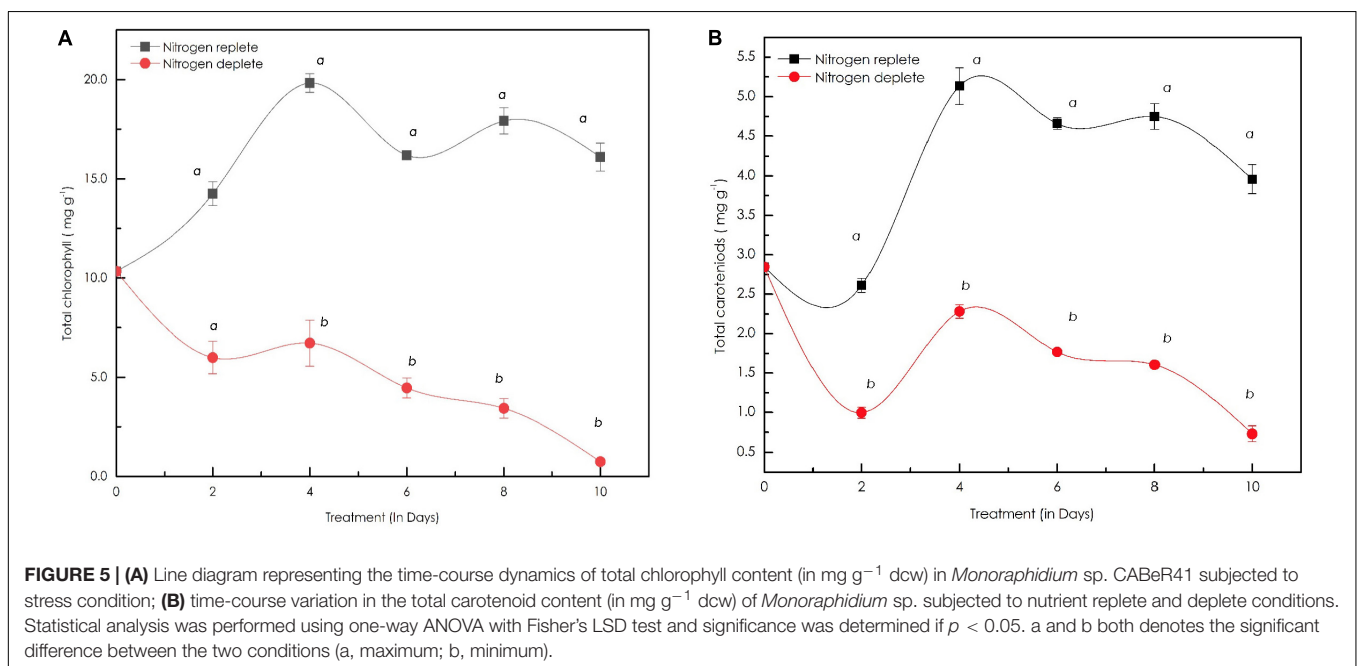 A
Nitrogen replete
Nitrogen deplete
Total chlorophyll ( mg g⁻¹)
20.0
15.0
10.0
5.0
0.0
a
a
a
a
a
a
b
b
b
b
0
2
4
6
8
10
Treatment (In Days)
B
Nitrogen replete
Nitrogen deplete
Total caroteniods ( mg g⁻¹)
5.5
5.0
4.5
4.0
3.5
3.0
2.5
2.0
1.5
1.0
0.5
a
a
a
a
a
b
b
b
b
b
0
2
4
6
8
10
Treatment (in Days)
FIGURE 5 | (A) Line diagram representing the time-course dynamics of total chlorophyll content (in mg g⁻¹ dcw) in Monoraphidium sp. CABeR41 subjected to
stress condition; (B) time-course variation in the total carotenoid content (in mg g⁻¹ dcw) of Monoraphidium sp. subjected to nutrient replete and deplete conditions.
Statistical analysis was performed using one-way ANOVA with Fisher's LSD test and significance was determined if p < 0.05. a and b both denotes the significant
difference between the two conditions (a, maximum; b, minimum).